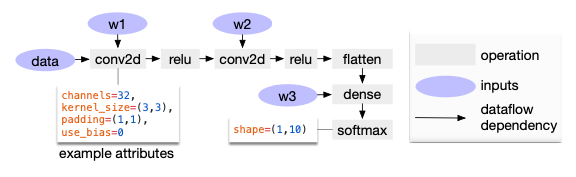 w1
w2
data
conv2d
relu
conv2d
relu
flatten
channels=32,
kernel_size=(3,3),
padding=(1,1),
use_bias=0
example attributes
w3
dense
shape=(1,10)
softmax
operation
inputs
dataflow
dependency